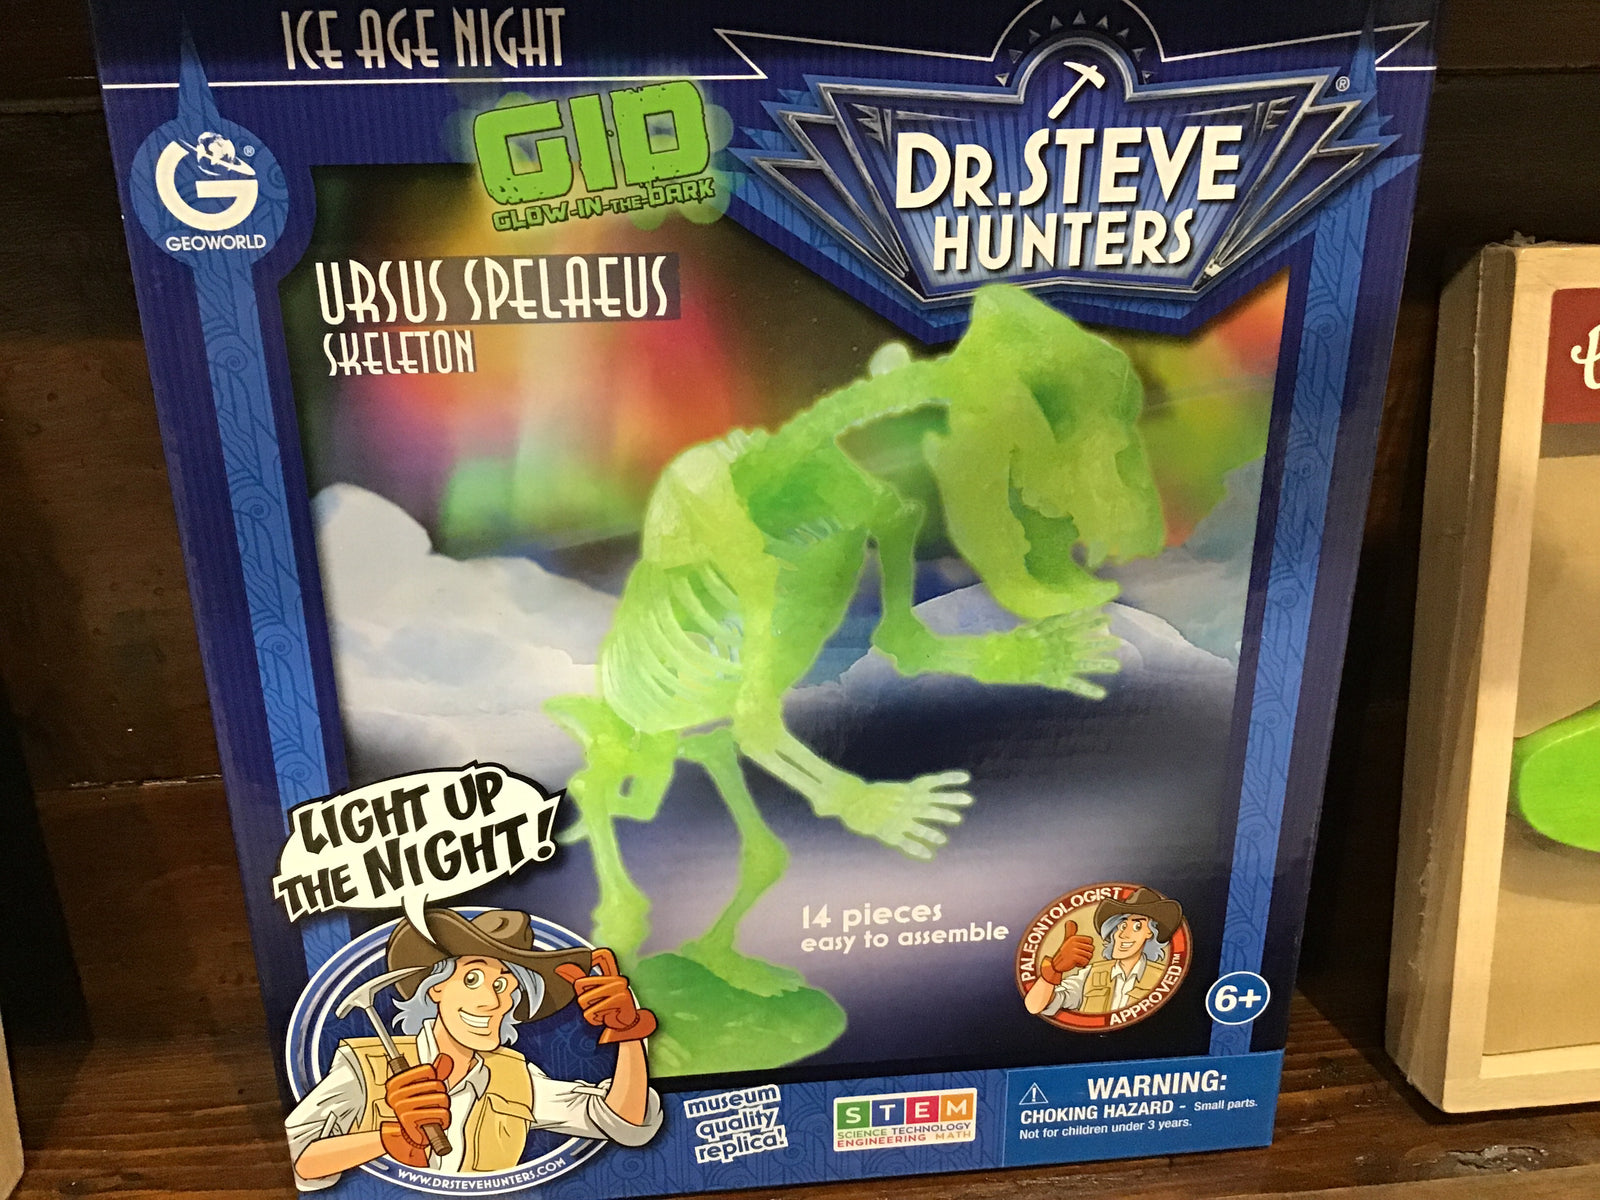 ICE AGE NIGHT
GEOWORLD
GID
GLOW-IN-THE-DARK
DR. STEVE
HUNTERS
URSUS SPELAEUS
SKELETON
LIGHT UP
THE NIGHT!
14 pieces
easy to assemble
PALEONTOLOGIST
APPROVED™
6+
WWW.DRSTEVEHUNTERS.COM
museum
quality
replica!
STEM
SCIENCE TECHNOLOGY
ENGINEERING MATH
WARNING:
CHOKING HAZARD - Small parts.
Not for children under 3 years.